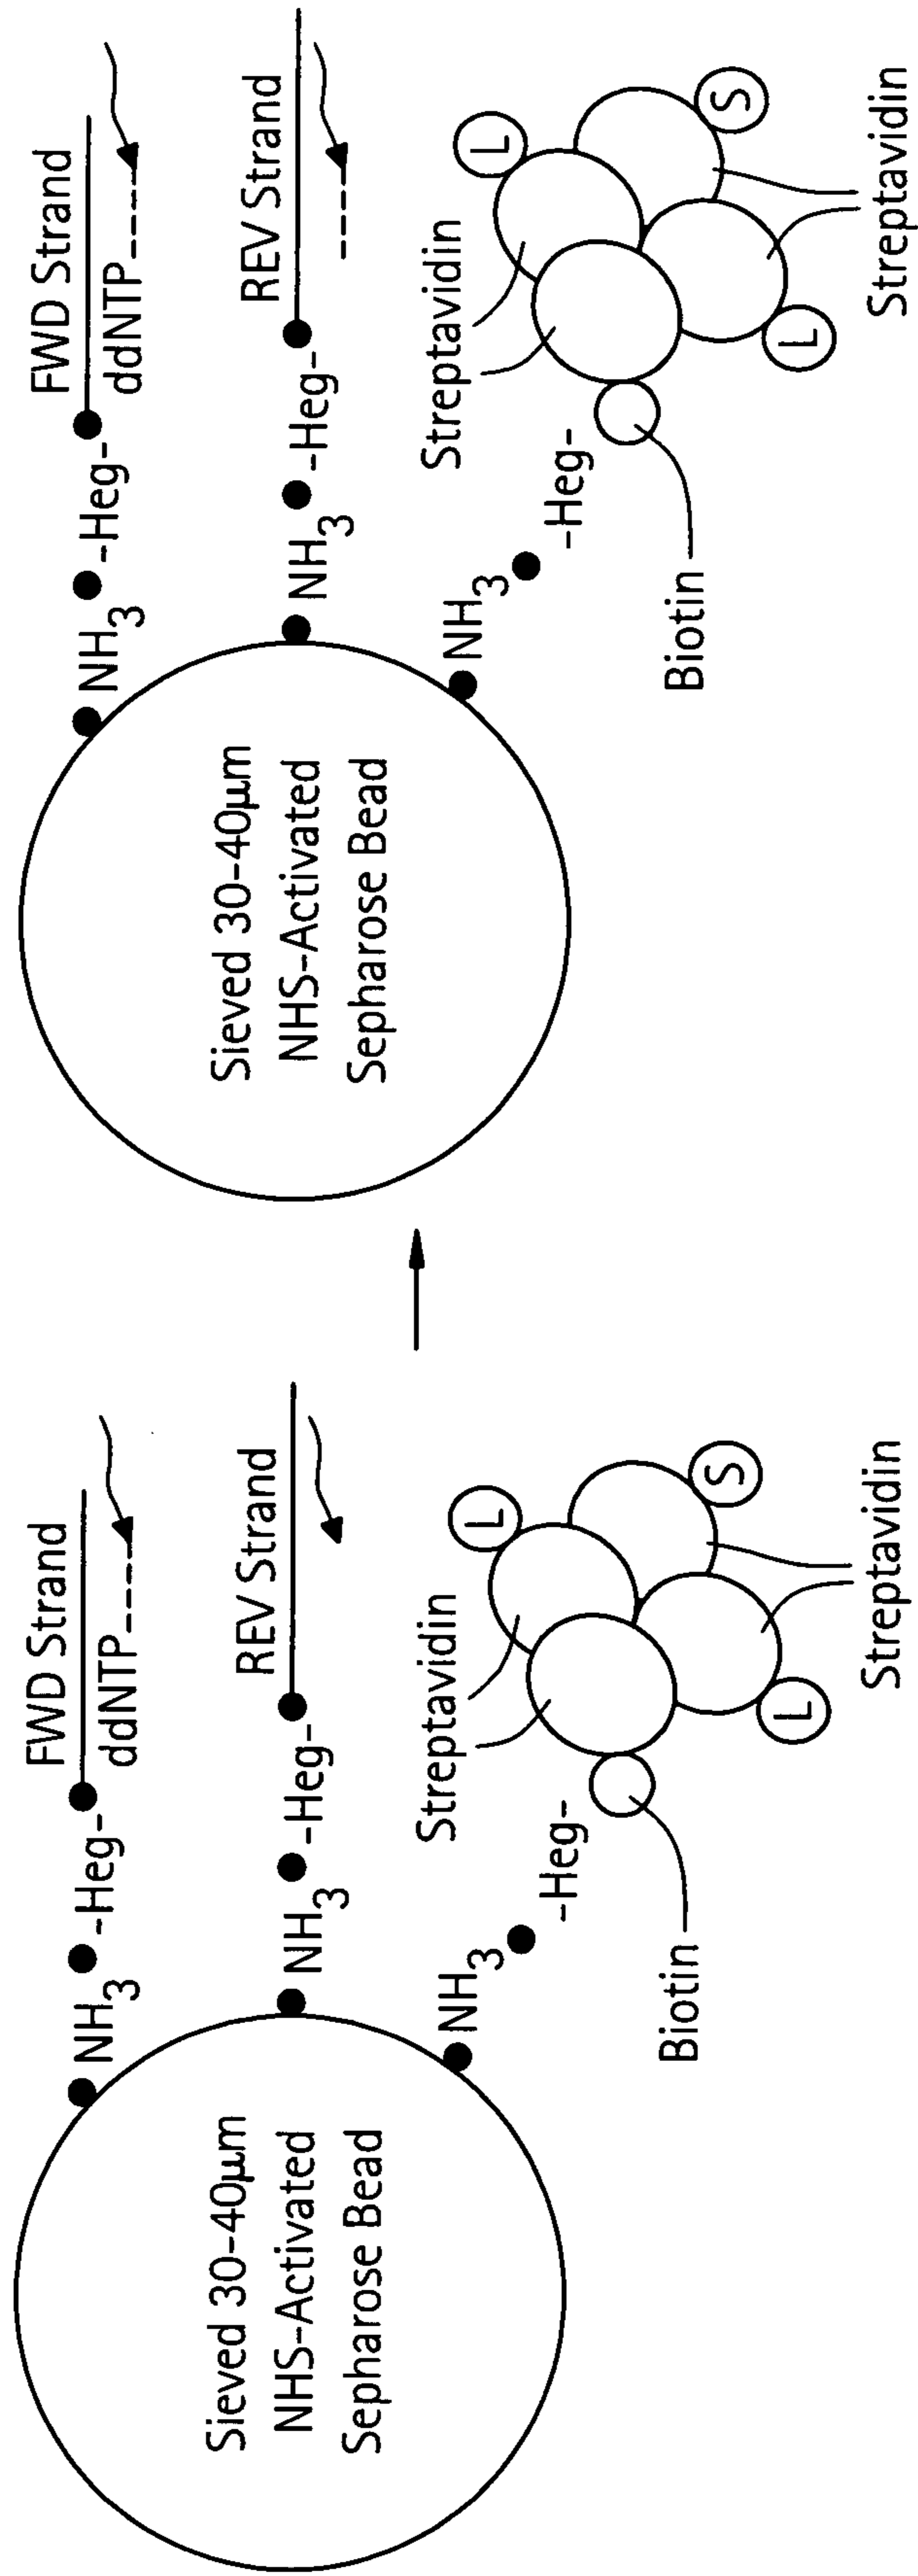 Sieved 30-40µm
NHS-Activated
Sepharose Bead
NH3
-Heg-
FWD Strand
ddNTP
NH3
-Heg-
REV Strand
NH3
-Heg-
Biotin
Streptavidin
L
S
L
Streptavidin
Sieved 30-40µm
NHS-Activated
Sepharose Bead
NH3
-Heg-
FWD Strand
ddNTP
NH3
-Heg-
REV Strand
NH3
-Heg-
Biotin
Streptavidin
L
S
L
Streptavidin